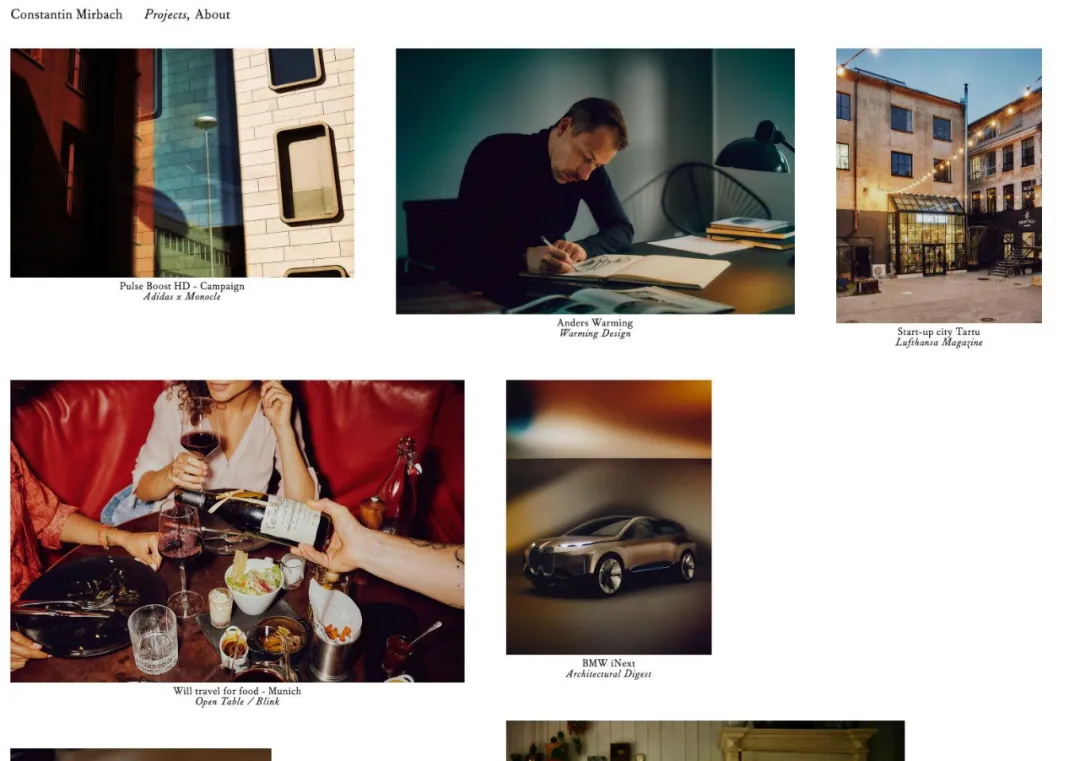 Constantin Mirbach Projects, About
Pulse Boost HD - Campaign
Adidas x Monocle
Anders Warming
Warming Design
Start-up city Tartu
Lufthansa Magazine
Will travel for food - Munich
Open Table / Blink
BMW iNext
Architectural Digest